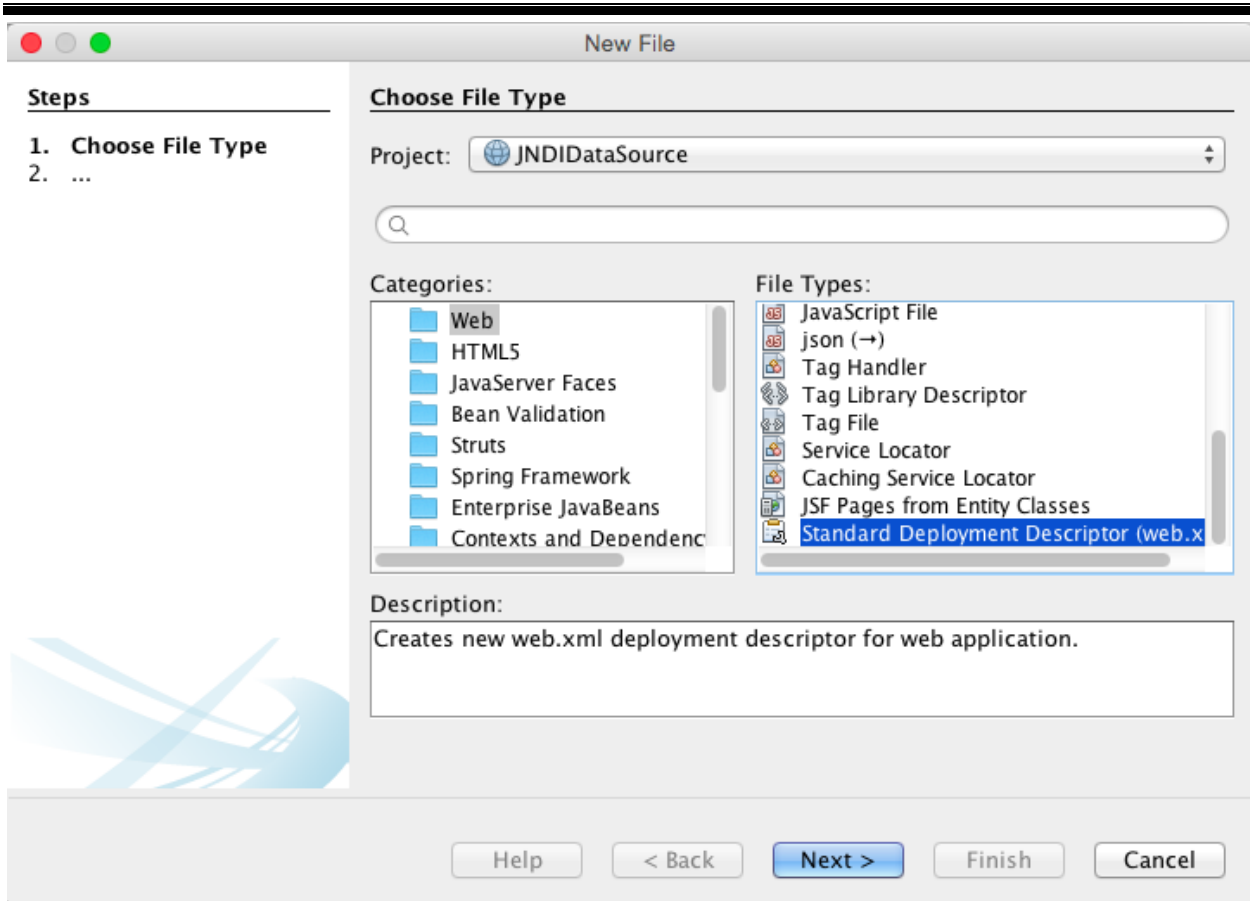 New File
Steps
1. Choose File Type
2. ...
Choose File Type
Project: JNDIDataSource
Categories:
Web
HTML5
JavaServer Faces
Bean Validation
Struts
Spring Framework
Enterprise JavaBeans
Contexts and Dependenc
File Types:
JavaScript File
json (→)
Tag Handler
Tag Library Descriptor
Tag File
Service Locator
Caching Service Locator
JSF Pages from Entity Classes
Standard Deployment Descriptor (web.x
Description:
Creates new web.xml deployment descriptor for web application.
Help < Back Next > Finish Cancel